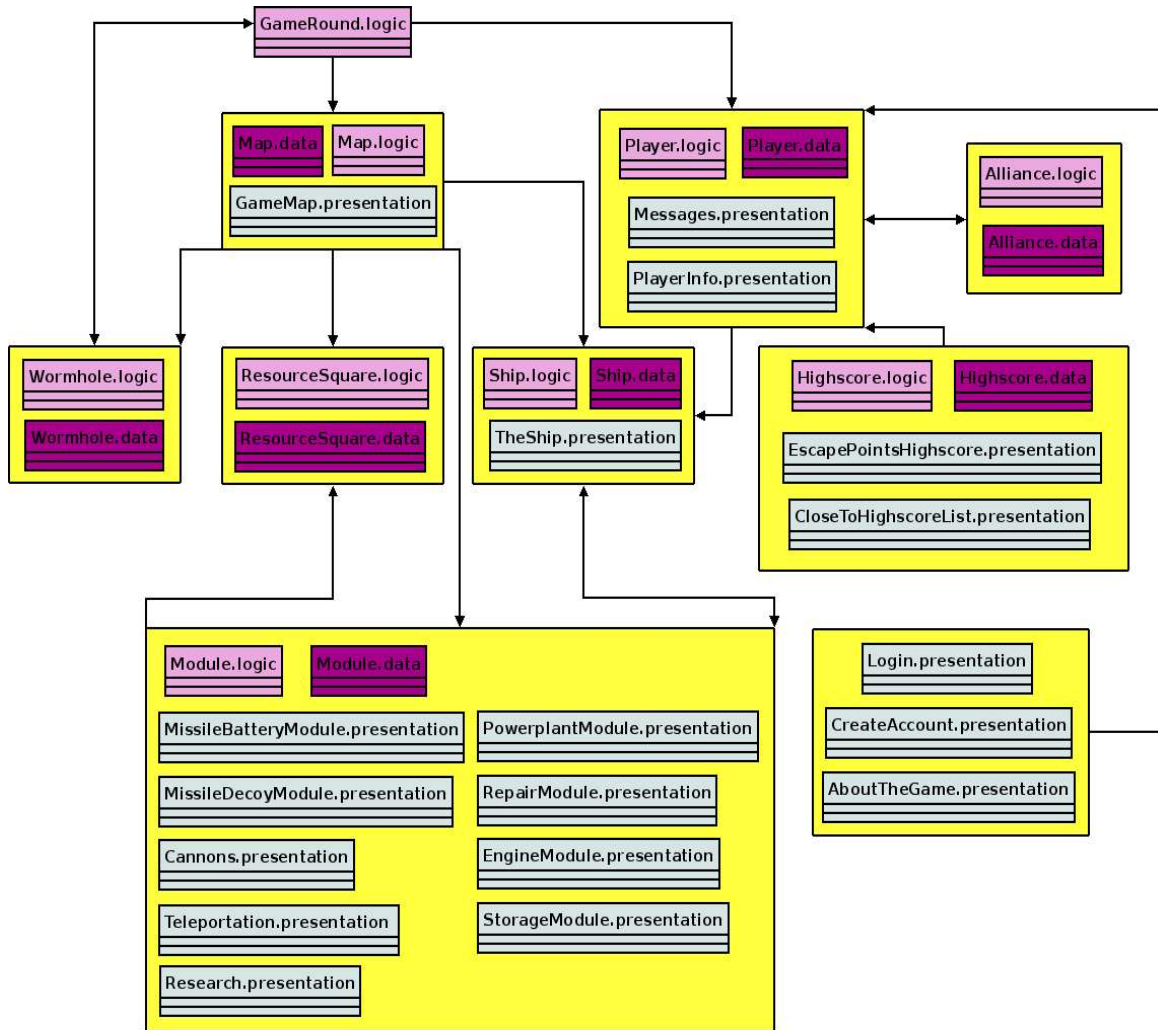 GameRound.logic
Map.data
Map.logic
GameMap.presentation
Player.logic
Player.data
Messages.presentation
PlayerInfo.presentation
Alliance.logic
Alliance.data
Wormhole.logic
Wormhole.data
ResourceSquare.logic
ResourceSquare.data
Ship.logic
Ship.data
TheShip.presentation
Highscore.logic
Highscore.data
EscapePointsHighscore.presentation
CloseToHighscoreList.presentation
Module.logic
Module.data
MissileBatteryModule.presentation
PowerplantModule.presentation
MissileDecoyModule.presentation
RepairModule.presentation
Cannons.presentation
EngineModule.presentation
Teleportation.presentation
StorageModule.presentation
Research.presentation
Login.presentation
CreateAccount.presentation
AboutTheGame.presentation